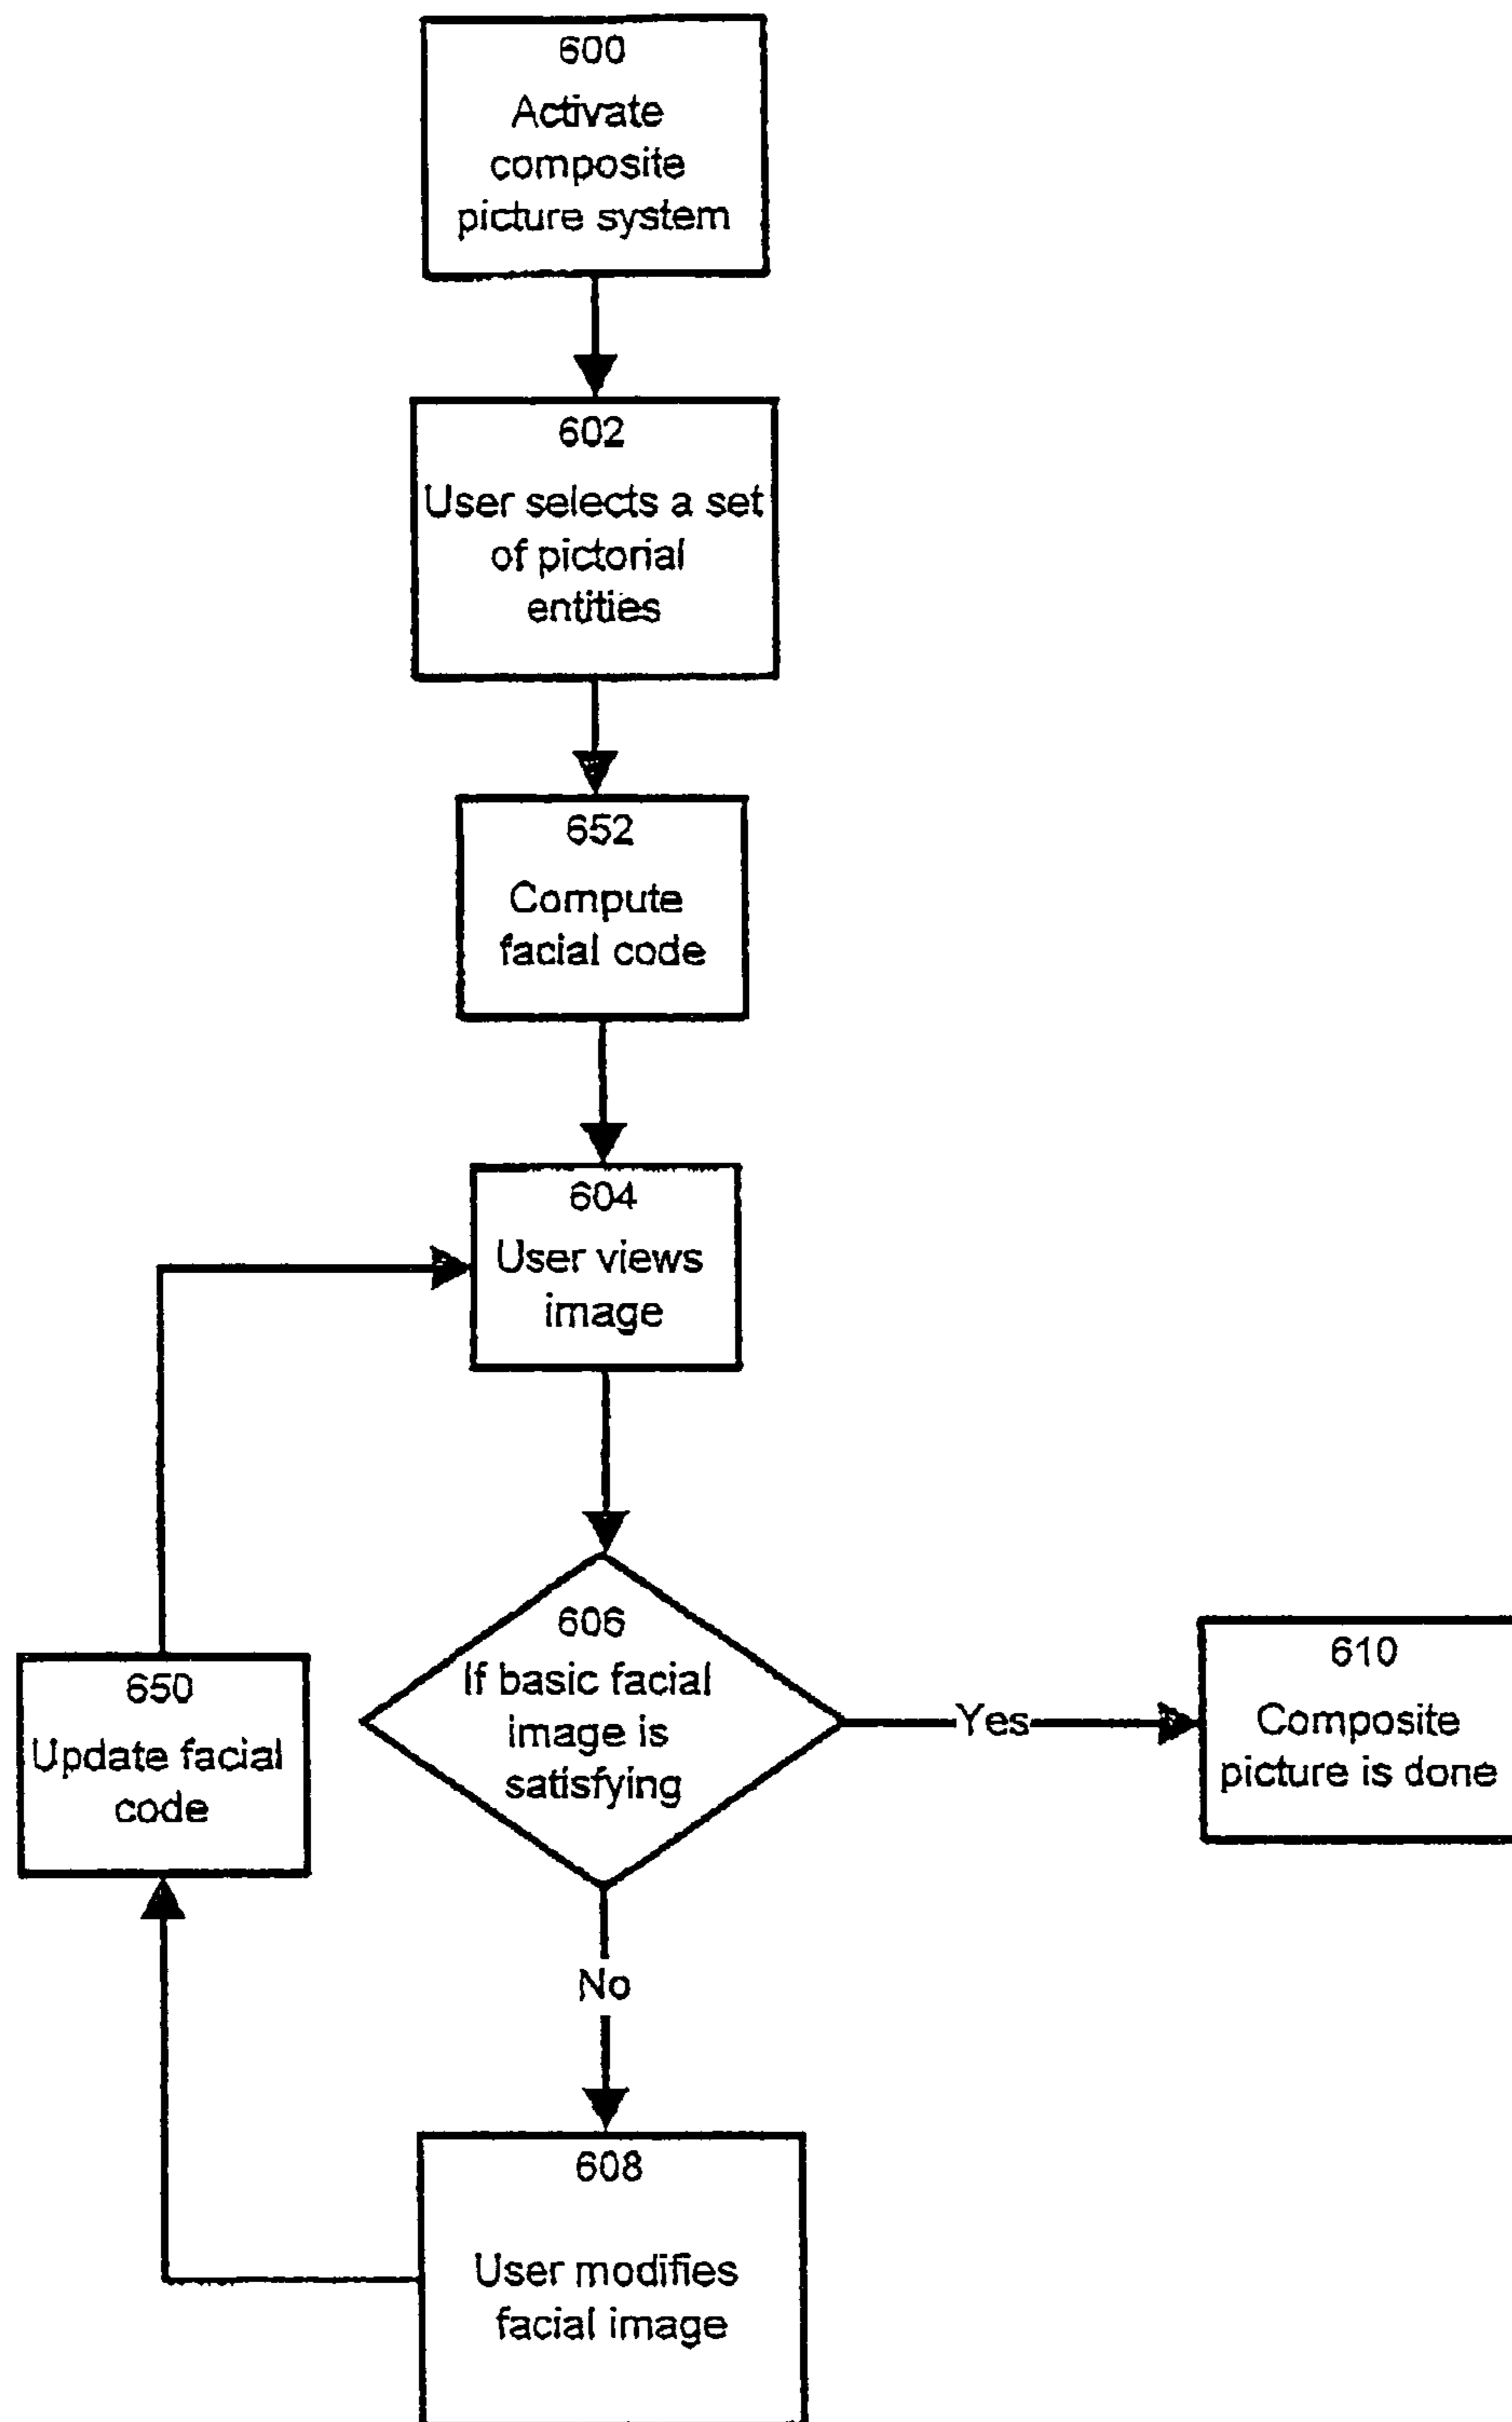 600
Activate
composite
picture system
602
User selects a set
of pictorial
entities
652
Compute
facial code
604
User views
image
606
If basic facial
image is
satisfying
Yes
610
Composite
picture is done
650
Update facial
code
No
608
User modifies
facial image